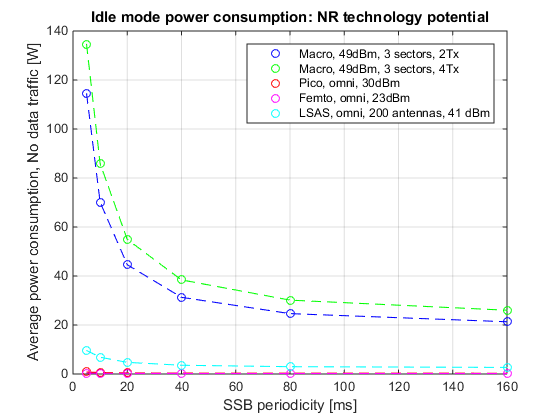 Idle mode power consumption: NR technology potential
Average power consumption, No data traffic [W]
140
120
100
80
60
40
20
0
Macro, 49dBm, 3 sectors, 2Tx
Macro, 49dBm, 3 sectors, 4Tx
Pico, omni, 30dBm
Femto, omni, 23dBm
LSAS, omni, 200 antennas, 41 dBm
0 20 40 60 80 100 120 140 160
SSB periodicity [ms]